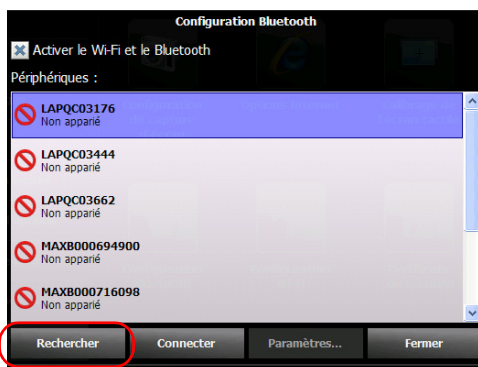 Configuration Bluetooth
Activer le Wi-Fi et le Bluetooth
Périphériques :
LAPQC03176
Non apparié
LAPQC03444
Non apparié
LAPQC03662
Non apparié
MAXB000694900
Non apparié
MAXB000716098
Non apparié
Rechercher Connecter Paramètres... Fermer